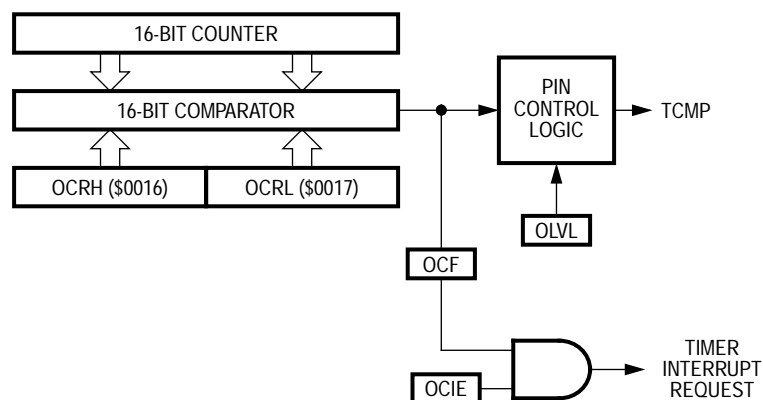 16-BIT COUNTER
16-BIT COMPARATOR
OCRH ($0016)
OCRL ($0017)
PIN
CONTROL
LOGIC
TCMP
OLVL
OCF
OCIE
TIMER
INTERRUPT
REQUEST